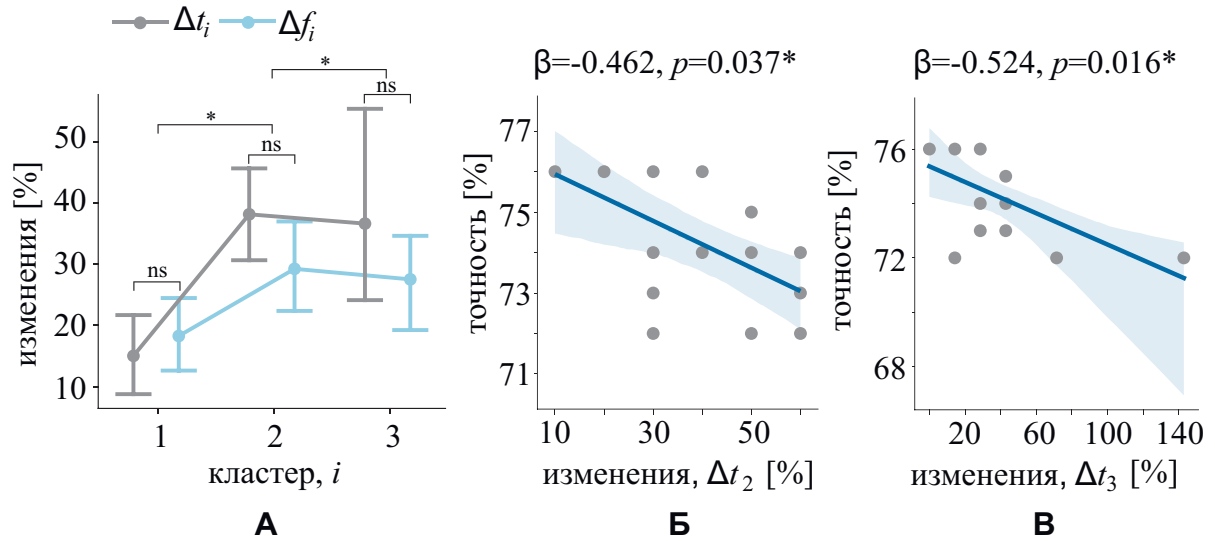 Δtᵢ Δfᵢ
*
ns
*
ns
ns
изменения [%]
50
40
30
20
10
1 2 3
кластер, i
А
β=-0.462, p=0.037*
точность [%]
77
75
73
71
10 30 50
изменения, Δt₂ [%]
Б
β=-0.524, p=0.016*
точность [%]
76
72
68
20 60 100 140
изменения, Δt₃ [%]
В